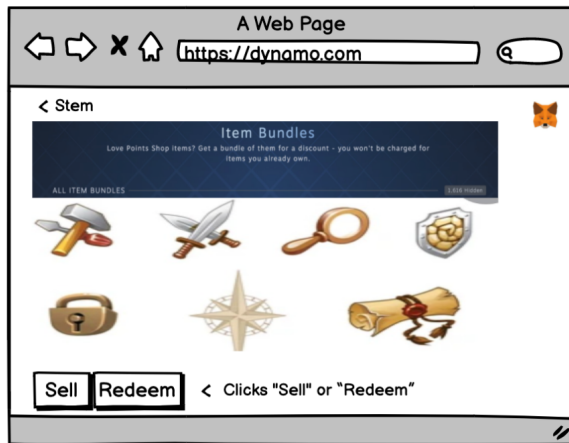 A Web Page
https://dynamo.com
< Stem
Item Bundles
Love Points Shop items? Get a bundle of them for a discount - you won't be charged for
items you already own.
ALL ITEM BUNDLES
Sell Redeem < Clicks "Sell" or "Redeem"